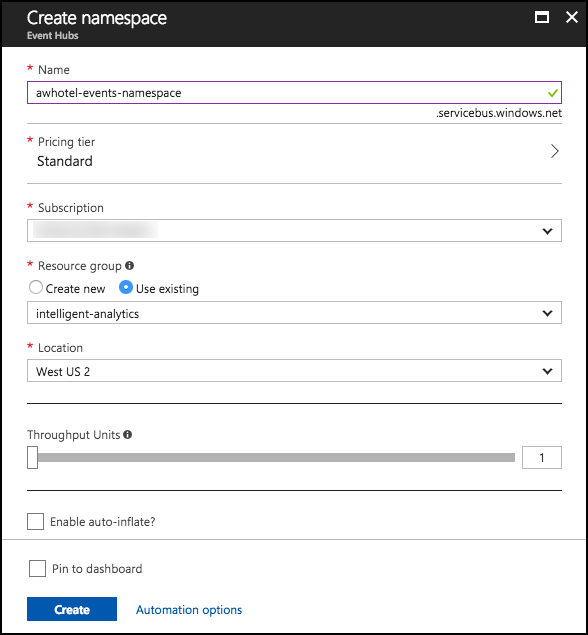 Create namespace
Event Hubs
* Name
awhotel-events-namespace
.servicebus.windows.net
* Pricing tier
Standard
* Subscription
* Resource group
Create new Use existing
intelligent-analytics
* Location
West US 2
Throughput Units
1
Enable auto-inflate?
Pin to dashboard
Create Automation options